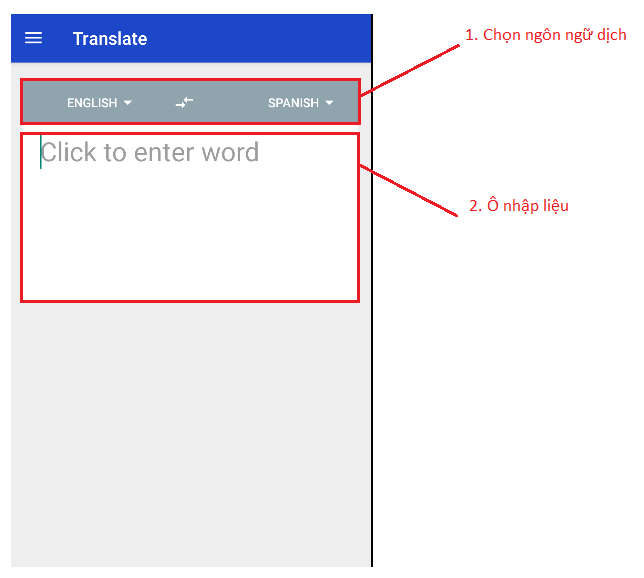 Translate
1. Chọn ngôn ngữ dịch
ENGLISH
SPANISH
Click to enter word
2. Ô nhập liệu